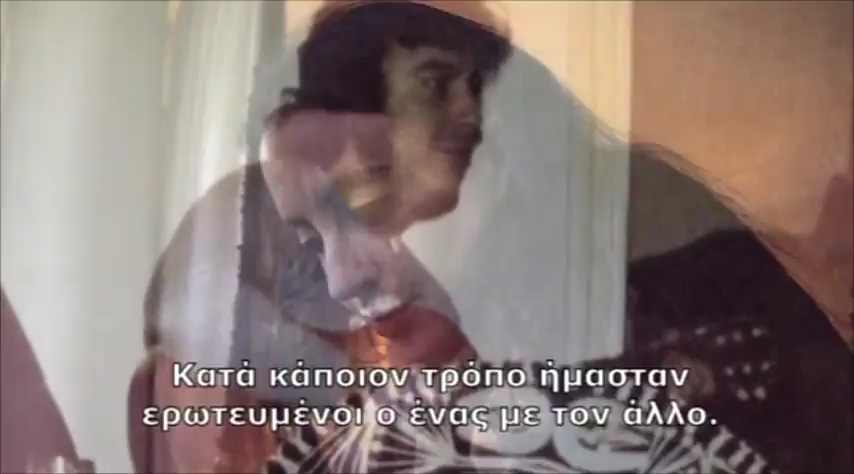 Κατά κάποιον τρόπο ήμασταν
ερωτευμένοι ο ένας με τον άλλο.